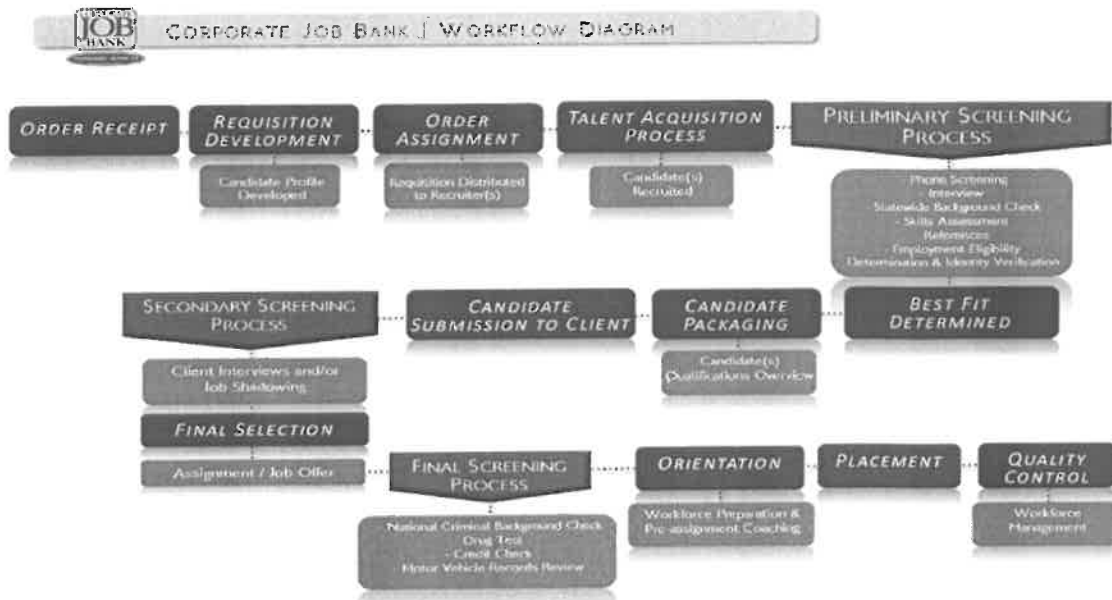 JOB
BANK
CORPORATE JOB BANK | WORKFLOW DIAGRAM
ORDER RECEIPT
REQUISITION
DEVELOPMENT
Candidate Profile
Developed
ORDER
ASSIGNMENT
Requisition Distributed
to Recruiter(s)
TALENT ACQUISITION
PROCESS
Candidate(s)
Recruited
PRELIMINARY SCREENING
PROCESS
Phone Screening
Interview
- Statewide Background Check
- Skills Assessment
References
- Employment Eligibility
Determination & Identity Verification
SECONDARY SCREENING
PROCESS
Client Interviews and/or
Job Shadowing
CANDIDATE
SUBMISSION TO CLIENT
CANDIDATE
PACKAGING
Candidate(s)
Qualifications Overview
BEST FIT
DETERMINED
FINAL SELECTION
Assignment / Job Offer
FINAL SCREENING
PROCESS
National Criminal Background Check
Drug Test
- Credit Check
- Motor Vehicle Records Review
ORIENTATION
Workforce Preparation &
Pre-assignment Coaching
PLACEMENT
QUALITY
CONTROL
Workforce
Management